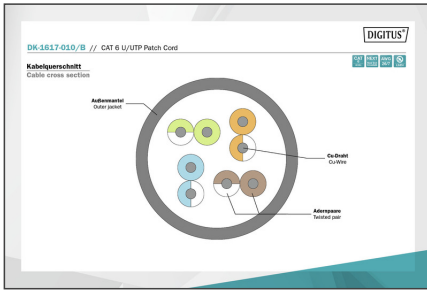 DIGITUS®
DK-1617-010/B // CAT 6 U/UTP Patch Cord
Kabelquerschnitt
Cable cross section
Außenmantel
Outer jacket
Cu-Draht
Cu-Wire
Adernpaare
Twisted pair